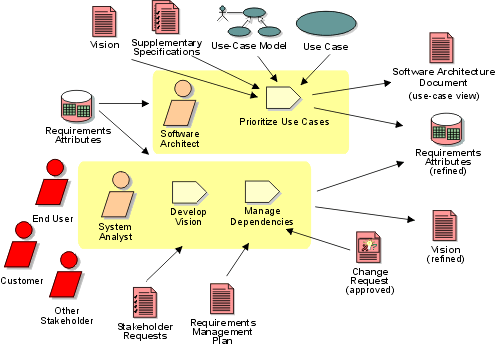 Vision
Supplementary
Specifications
Use-Case Model
Use Case
Software Architecture
Document
(use-case view)
Requirements
Attributes
Software
Architect
Prioritize Use Cases
Requirements
Attributes
(refined)
End User
System
Analyst
Develop
Vision
Manage
Dependencies
Vision
(refined)
Customer
Other
Stakeholder
Change
Request
(approved)
Stakeholder
Requests
Requirements
Management
Plan